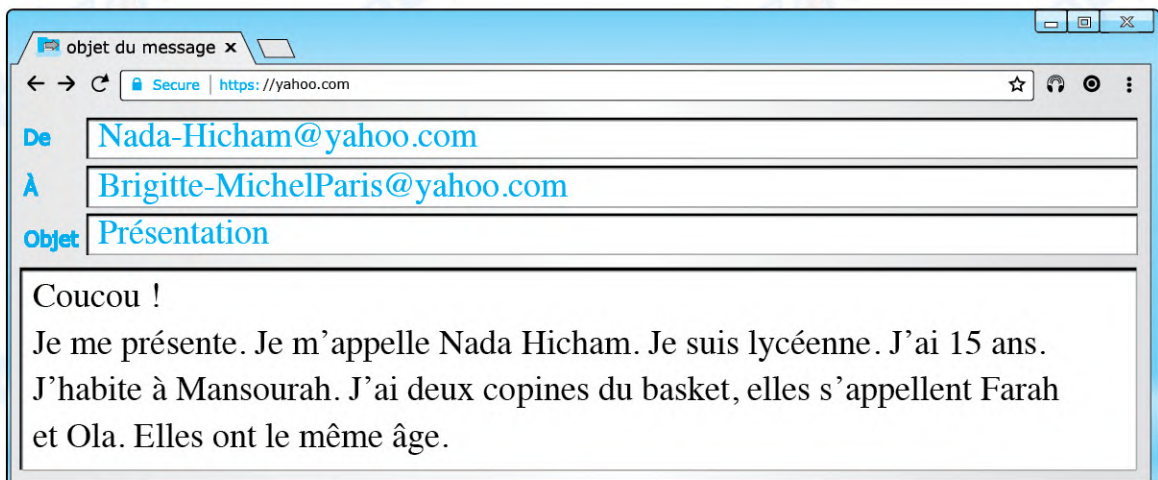 objet du message x
Secure | https://yahoo.com
De Nada-Hicham@yahoo.com
À Brigitte-MichelParis@yahoo.com
Objet Présentation
Coucou !
Je me présente. Je m’appelle Nada Hicham. Je suis lycéenne. J’ai 15 ans.
J’habite à Mansourah. J’ai deux copines du basket, elles s’appellent Farah
et Ola. Elles ont le même âge.